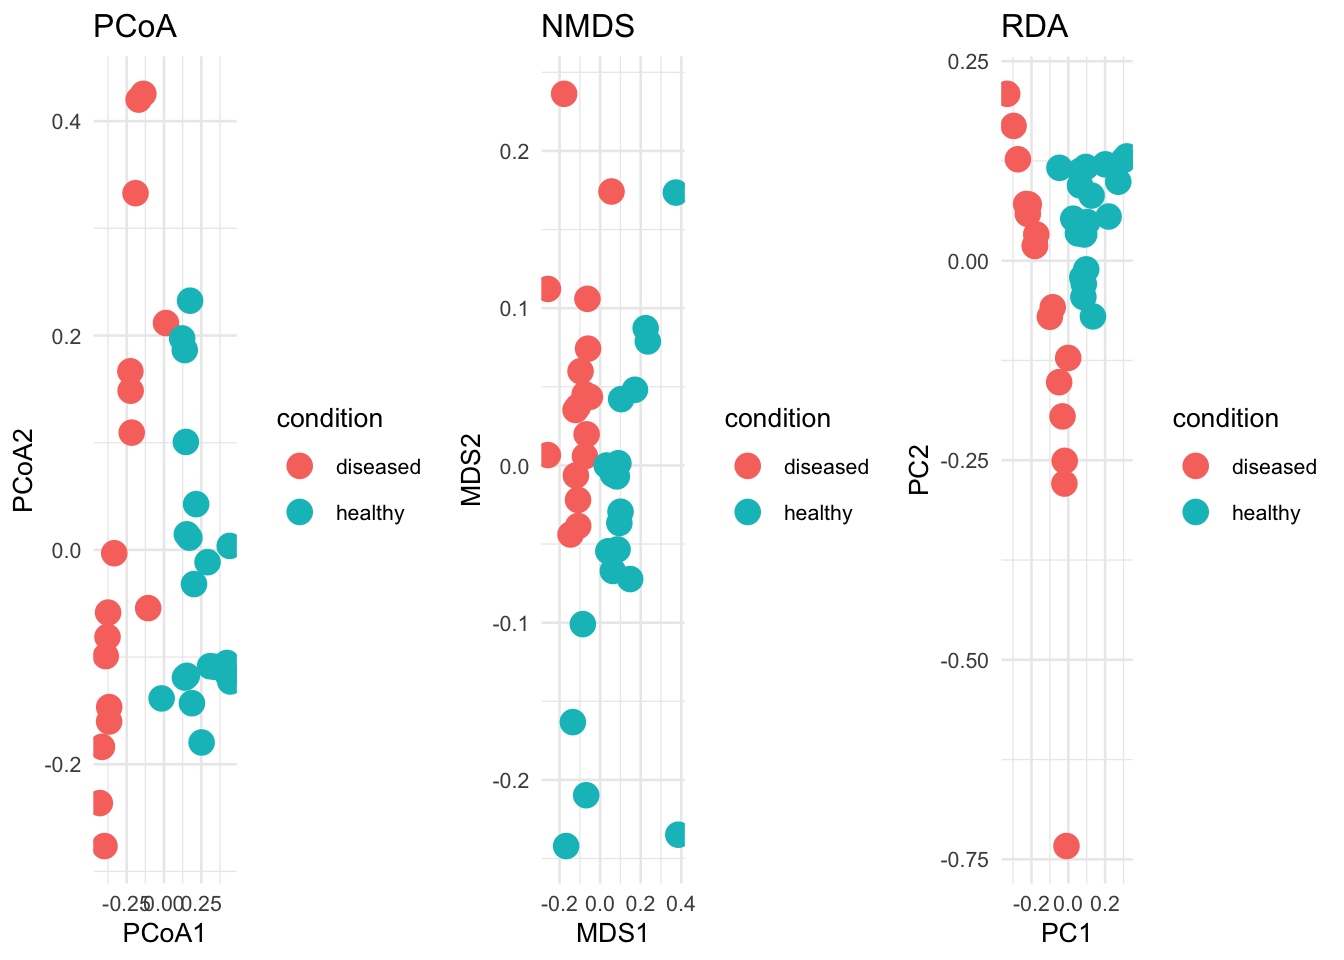 PCoA
PCoA2
0.4
0.2
0.0
-0.2
-0.25 0.00 0.25
PCoA1
condition
diseased
healthy
NMDS
MDS2
0.2
0.1
0.0
-0.1
-0.2
-0.2 0.0 0.2 0.4
MDS1
condition
diseased
healthy
RDA
PC2
0.25
0.00
-0.25
-0.50
-0.75
-0.2 0.0 0.2
PC1
condition
diseased
healthy